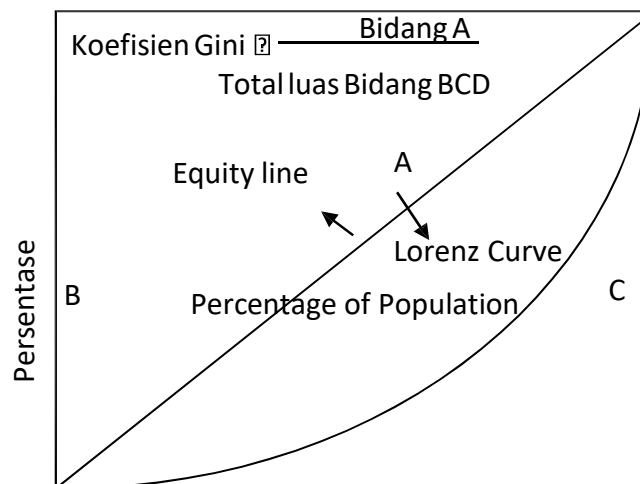 Bidang A
Koefisien Gini ⍰
Total luas Bidang BCD
A
Equity line
Lorenz Curve
B
Percentage of Population
C
Persentase